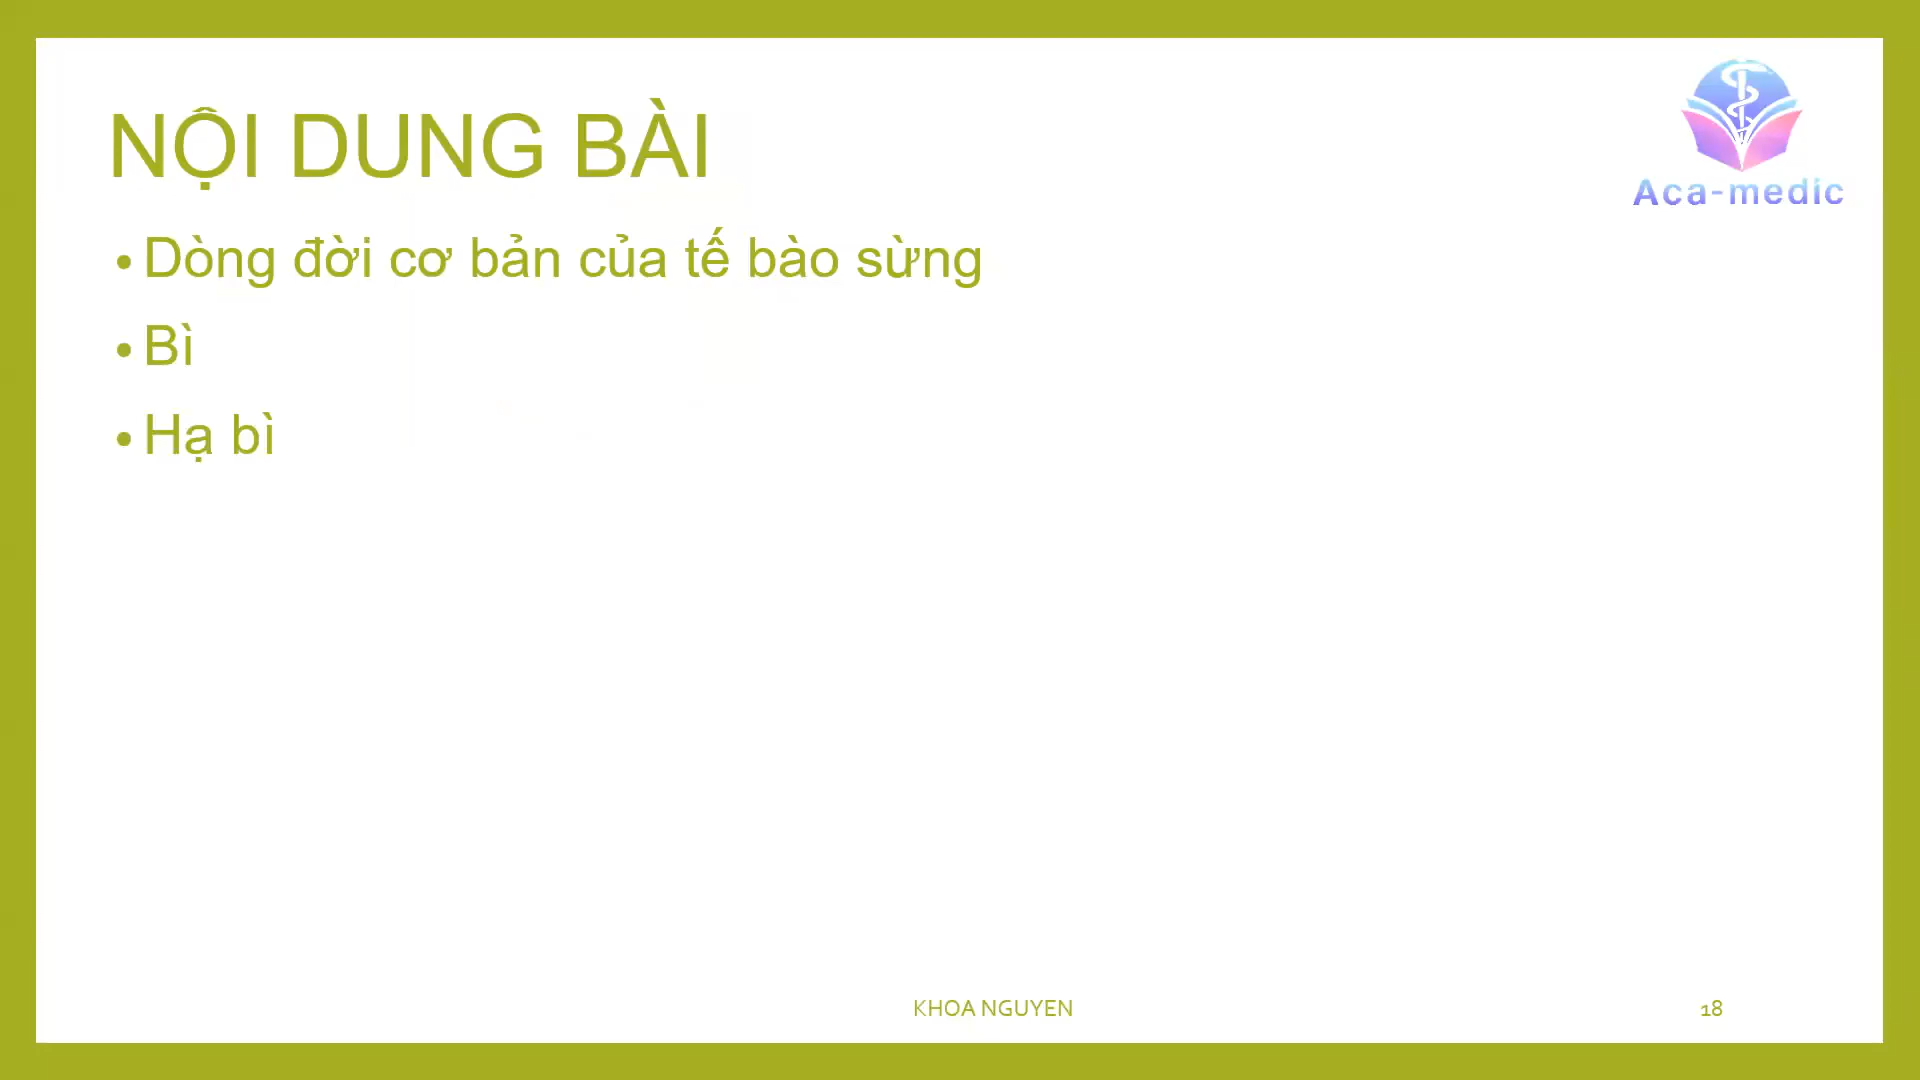 NỘI DUNG BÀI
Aca-medic
• Dòng đời cơ bản của tế bào sừng
• Bì
• Hạ bì
KHOA NGUYEN
18